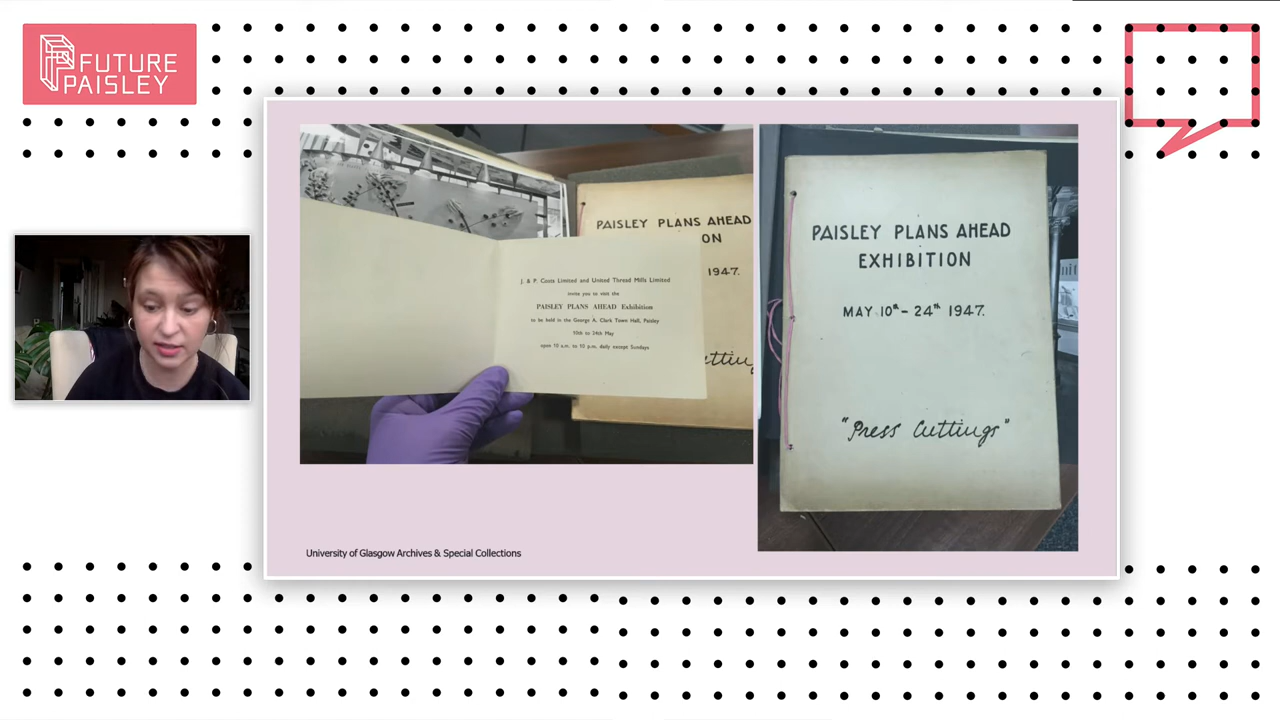 FUTURE
PAISLEY
PAISLEY PLANS AHEAD
ON
1947.
J. & P. Coats Limited and United Thread Mills Limited
invite you to visit the
PAISLEY PLANS AHEAD Exhibition
to be held in the George A. Clark Town Hall, Paisley
10th to 24th May
open 10 a.m. to 10 p.m. daily except Sundays
PAISLEY PLANS AHEAD
EXHIBITION
MAY 10th - 24th 1947.
"Press Cuttings"
University of Glasgow Archives & Special Collections